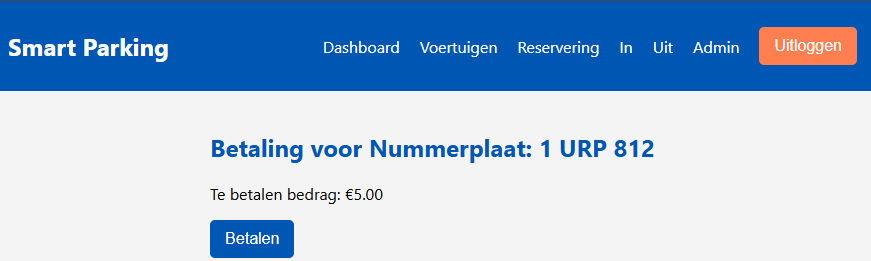 Smart Parking
Dashboard Voertuigen Reservering In Uit Admin Uitloggen
Betaling voor Nummerplaat: 1 URP 812
Te betalen bedrag: €5.00
Betalen